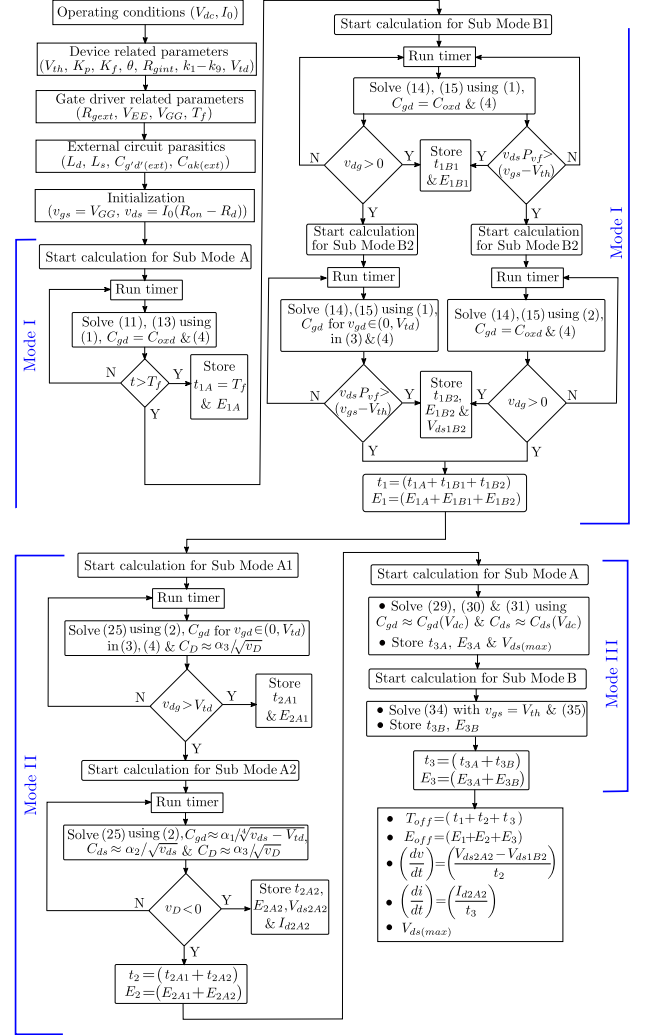 Operating conditions (V_dc, I_0)
Device related parameters
(V_th, K_p, K_f, θ, R_gint, k_1−k_9, V_td)
Gate driver related parameters
(R_gext, V_EE, V_GG, T_f)
External circuit parasitics
(L_d, L_s, C_g'd'(ext), C_ak(ext))
Initialization
(v_gs = V_GG, v_ds = I_0(R_on − R_d))
Mode I
Start calculation for Sub Mode A
Run timer
Solve (11), (13) using
(1), C_gd = C_oxd & (4)
t>T_f
N
Y
Y
Store
t_1A = T_f
& E_1A
Start calculation for Sub Mode B1
Run timer
Solve (14), (15) using (1),
C_gd = C_oxd & (4)
v_dg>0
N
Y
Y
Store
t_1B1
& E_1B1
v_ds P_vf>
(v_gs−V_th)
Y
N
Y
Start calculation
for Sub Mode B2
Run timer
Solve (14),(15) using (1),
C_gd for v_gd∈(0, V_td)
in (3) & (4)
v_ds P_vf>
(v_gs−V_th)
N
Y
Y
Store
t_1B2,
E_1B2 &
V_ds1B2
Start calculation
for Sub Mode B2
Run timer
Solve (14),(15) using (2),
C_gd = C_oxd & (4)
v_dg>0
Y
N
Y
t_1=(t_1A + t_1B1 + t_1B2)
E_1=(E_1A+E_1B1+E_1B2)
Mode I
Mode II
Start calculation for Sub Mode A1
Run timer
Solve (25) using (2), C_gd for v_gd∈(0, V_td)
in (3), (4) & C_D ≈ α_3/√v_D
v_dg>V_td
N
Y
Y
Store
t_2A1
& E_2A1
Start calculation for Sub Mode A2
Run timer
Solve (25) using (2), C_gd≈α_1/∜v_ds − V_td,
C_ds≈ α_2/√v_ds & C_D ≈ α_3/√v_D
v_D<0
N
Y
Y
Store t_2A2,
E_2A2, V_ds2A2
& I_d2A2
t_2=(t_2A1 + t_2A2)
E_2=(E_2A1+E_2A2)
Start calculation for Sub Mode A
• Solve (29), (30) & (31) using
C_gd ≈ C_gd(V_dc) & C_ds ≈ C_ds(V_dc)
• Store t_3A, E_3A & V_ds(max)
Start calculation for Sub Mode B
• Solve (34) with v_gs = V_th & (35)
• Store t_3B, E_3B
t_3=(t_3A + t_3B)
E_3=(E_3A+E_3B)
Mode III
• T_off=(t_1+ t_2+ t_3)
• E_off=(E_1+E_2+E_3)
• (dv/dt)=((V_ds2A2−V_ds1B2)/t_2)
• (di/dt)=(I_d2A2/t_3)
• V_ds(max)